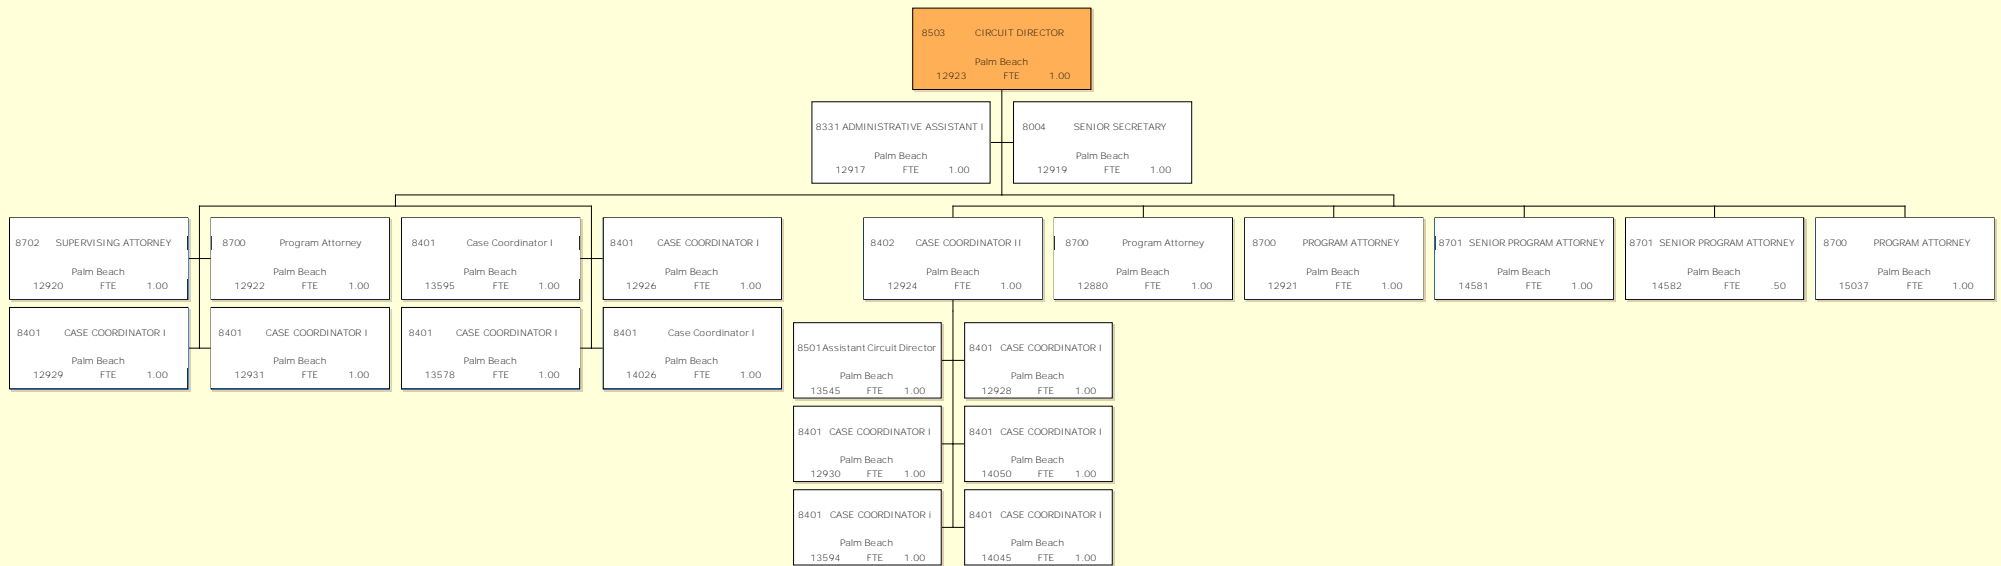 8503 CIRCUIT DIRECTOR
Palm Beach
12923 FTE 1.00
8331 ADMINISTRATIVE ASSISTANT I
Palm Beach
12917 FTE 1.00
8004 SENIOR SECRETARY
Palm Beach
12919 FTE 1.00
8702 SUPERVISING ATTORNEY
Palm Beach
12920 FTE 1.00
8700 Program Attorney
Palm Beach
12922 FTE 1.00
8401 Case Coordinator I
Palm Beach
13595 FTE 1.00
8401 CASE COORDINATOR I
Palm Beach
12926 FTE 1.00
8402 CASE COORDINATOR II
Palm Beach
12924 FTE 1.00
8700 Program Attorney
Palm Beach
12880 FTE 1.00
8700 PROGRAM ATTORNEY
Palm Beach
12921 FTE 1.00
8701 SENIOR PROGRAM ATTORNEY
Palm Beach
14581 FTE 1.00
8701 SENIOR PROGRAM ATTORNEY
Palm Beach
14582 FTE .50
8700 PROGRAM ATTORNEY
Palm Beach
15037 FTE 1.00
8401 CASE COORDINATOR I
Palm Beach
12929 FTE 1.00
8401 CASE COORDINATOR I
Palm Beach
12931 FTE 1.00
8401 CASE COORDINATOR I
Palm Beach
13578 FTE 1.00
8401 Case Coordinator I
Palm Beach
14026 FTE 1.00
8501 Assistant Circuit Director
Palm Beach
13545 FTE 1.00
8401 CASE COORDINATOR I
Palm Beach
12928 FTE 1.00
8401 CASE COORDINATOR I
Palm Beach
12930 FTE 1.00
8401 CASE COORDINATOR I
Palm Beach
14050 FTE 1.00
8401 CASE COORDINATOR i
Palm Beach
13594 FTE 1.00
8401 CASE COORDINATOR I
Palm Beach
14045 FTE 1.00